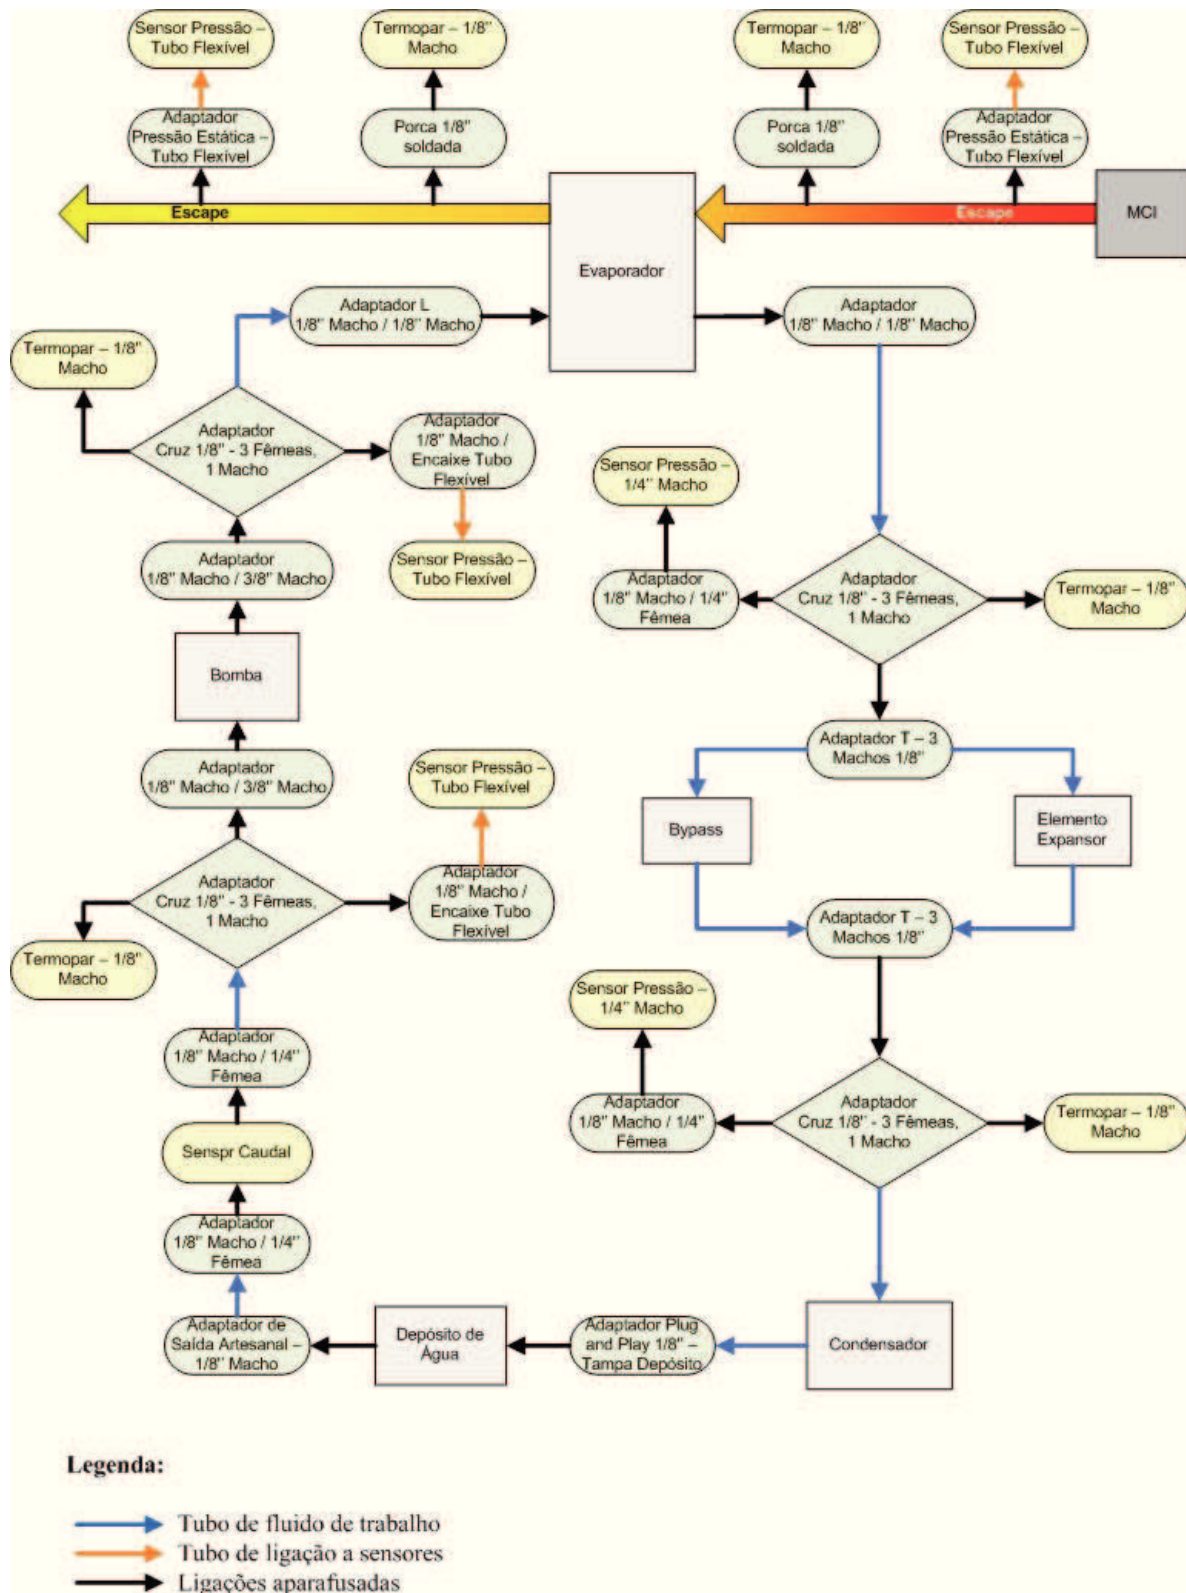 Sensor Pressão –
Tubo Flexível
Termopar – 1/8"
Macho
Termopar – 1/8"
Macho
Sensor Pressão –
Tubo Flexível
Adaptador
Pressão Estática –
Tubo Flexível
Porca 1/8"
soldada
Porca 1/8"
soldada
Adaptador
Pressão Estática –
Tubo Flexível
Escape
Escape
MCI
Evaporador
Adaptador L
1/8" Macho / 1/8" Macho
Adaptador
1/8" Macho / 1/8" Macho
Termopar – 1/8"
Macho
Adaptador
Cruz 1/8" - 3 Fêmeas,
1 Macho
Adaptador
1/8" Macho /
Encaixe Tubo
Flexível
Sensor Pressão –
1/4" Macho
Sensor Pressão –
Tubo Flexível
Adaptador
1/8" Macho / 3/8" Macho
Adaptador
1/8" Macho / 1/4"
Fêmea
Adaptador
Cruz 1/8" - 3 Fêmeas,
1 Macho
Termopar – 1/8"
Macho
Bomba
Adaptador T – 3
Machos 1/8"
Adaptador
1/8" Macho / 3/8" Macho
Sensor Pressão –
Tubo Flexível
Bypass
Elemento
Expansor
Adaptador
Cruz 1/8" - 3 Fêmeas,
1 Macho
Adaptador
1/8" Macho /
Encaixe Tubo
Flexível
Adaptador T – 3
Machos 1/8"
Termopar – 1/8"
Macho
Sensor Pressão –
1/4" Macho
Adaptador
1/8" Macho / 1/4"
Fêmea
Adaptador
1/8" Macho / 1/4"
Fêmea
Adaptador
Cruz 1/8" - 3 Fêmeas,
1 Macho
Termopar – 1/8"
Macho
Senspr Caudal
Adaptador
1/8" Macho / 1/4"
Fêmea
Adaptador de
Saída Artesanal –
1/8" Macho
Depósito de
Água
Adaptador Plug
and Play 1/8" –
Tampa Depósito
Condensador
Legenda:
Tubo de fluido de trabalho
Tubo de ligação a sensores
Ligações aparafusadas